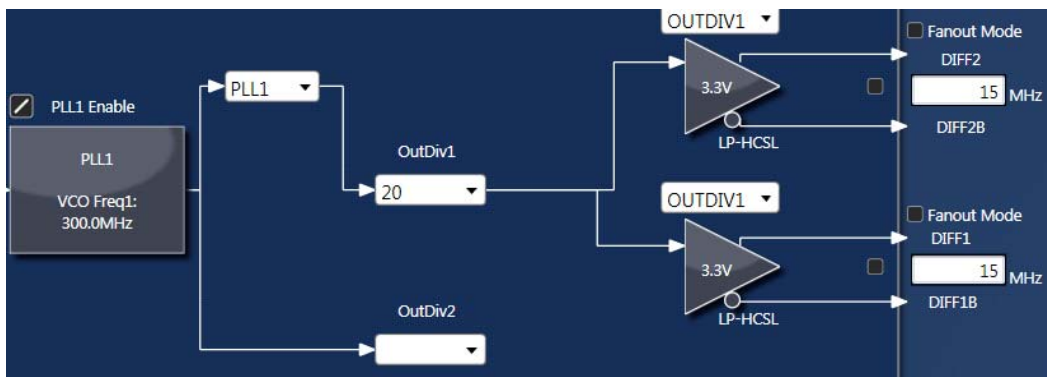 PLL1 Enable
PLL1
VCO Freq1:
300.0MHz
PLL1
OutDiv1
20
OutDiv2
OUTDIV1
3.3V
LP-HCSL
OUTDIV1
3.3V
LP-HCSL
Fanout Mode
DIFF2
15 MHz
DIFF2B
Fanout Mode
DIFF1
15 MHz
DIFF1B